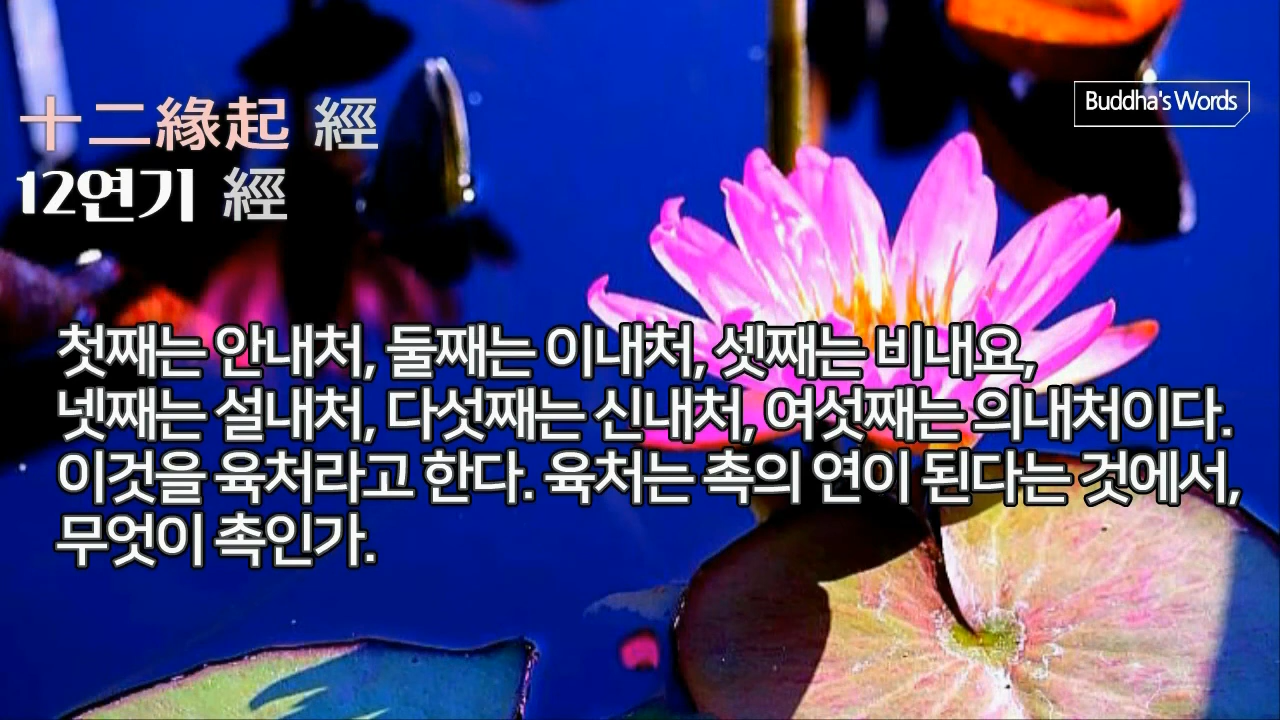 十二緣起 經
12연기 經
Buddha's Words
첫째는 안내처, 둘째는 이내처, 셋째는 비내요,
넷째는 설내처, 다섯째는 신내처, 여섯째는 의내처이다.
이것을 육처라고 한다. 육처는 촉의 연이 된다는 것에서,
무엇이 촉인가.